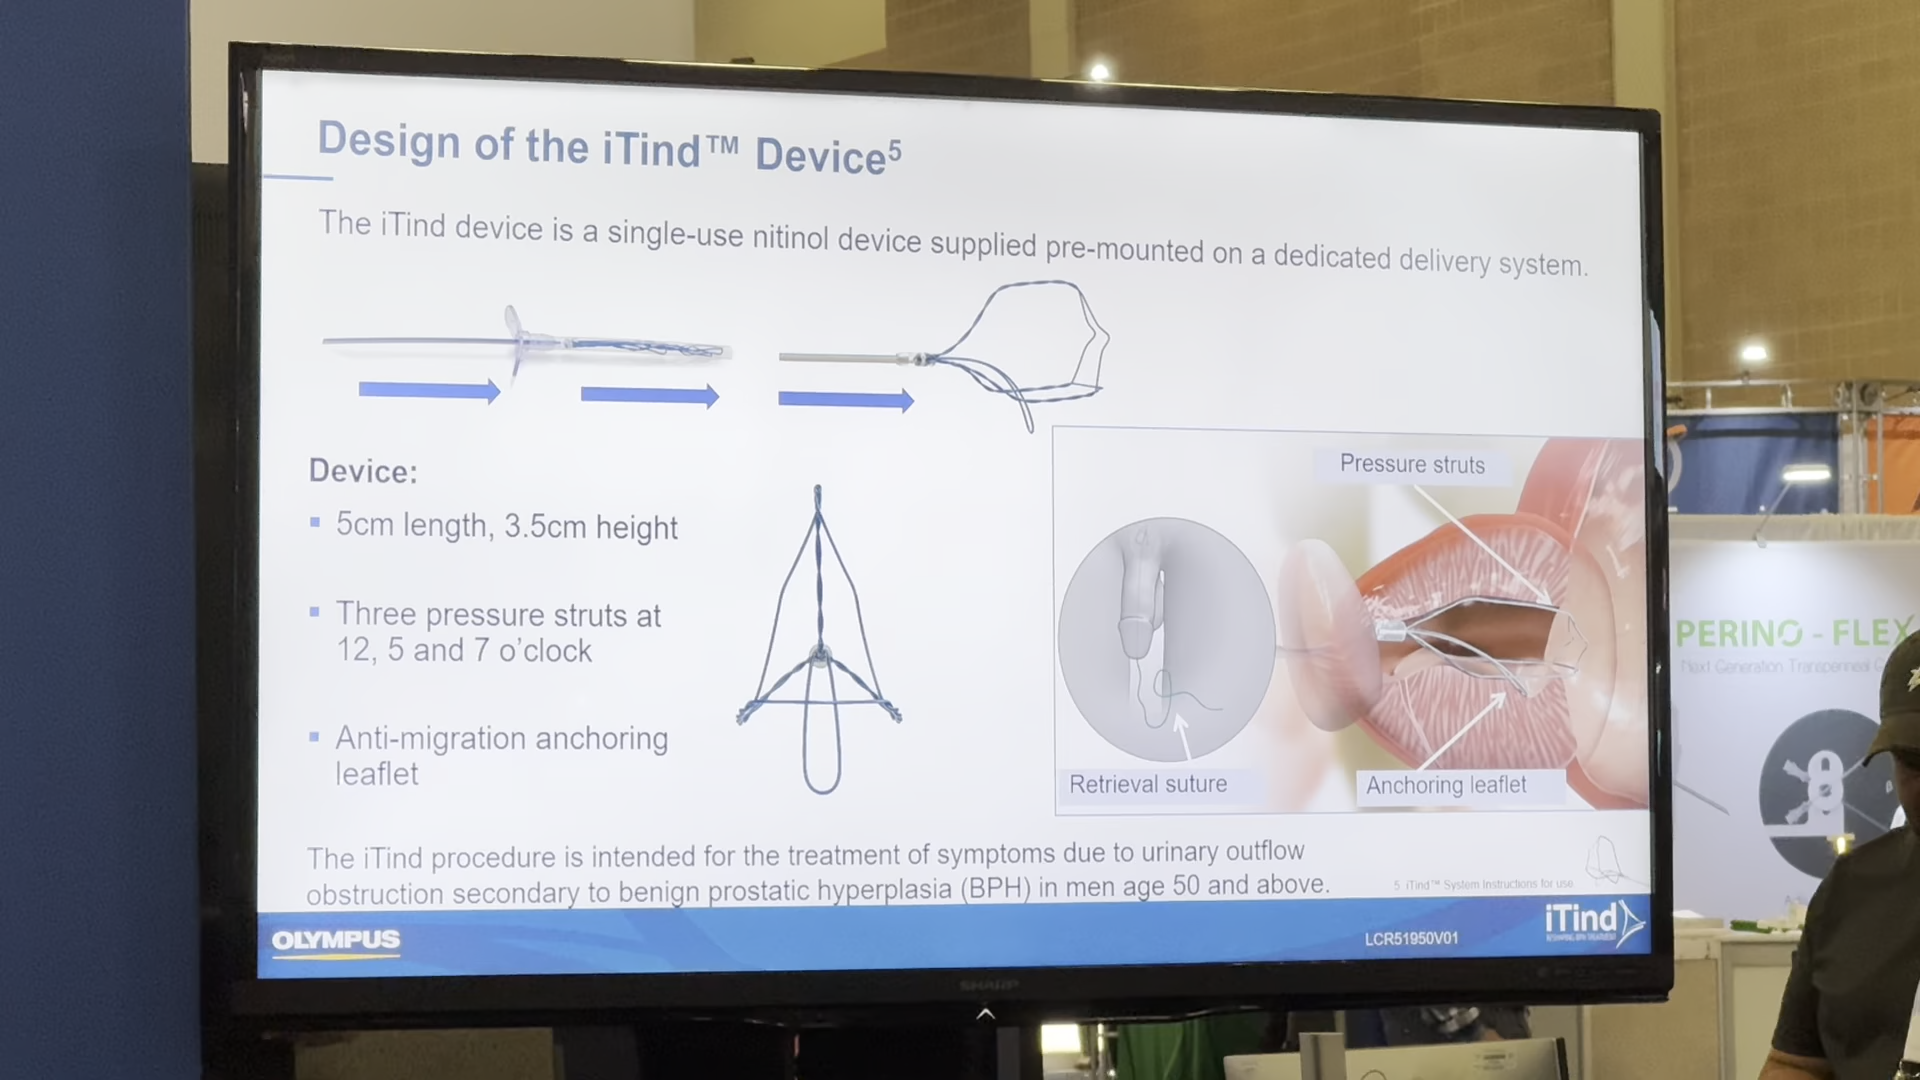 Design of the iTind™ Device⁵
The iTind device is a single-use nitinol device supplied pre-mounted on a dedicated delivery system.
Device:
▪ 5cm length, 3.5cm height
▪ Three pressure struts at
12, 5 and 7 o'clock
▪ Anti-migration anchoring
leaflet
Pressure struts
Retrieval suture
Anchoring leaflet
The iTind procedure is intended for the treatment of symptoms due to urinary outflow
obstruction secondary to benign prostatic hyperplasia (BPH) in men age 50 and above.
5 iTind™ System Instructions for use
OLYMPUS
LCR51950V01
iTind
SHARP
PERINO - FLEX
Next Generation Transperineal